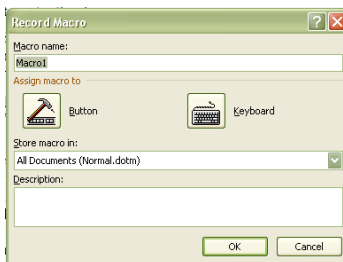 Record Macro
Macro name:
Macro1
Assign macro to
Button
Keyboard
Store macro in:
All Documents (Normal.dotm)
Description:
OK
Cancel